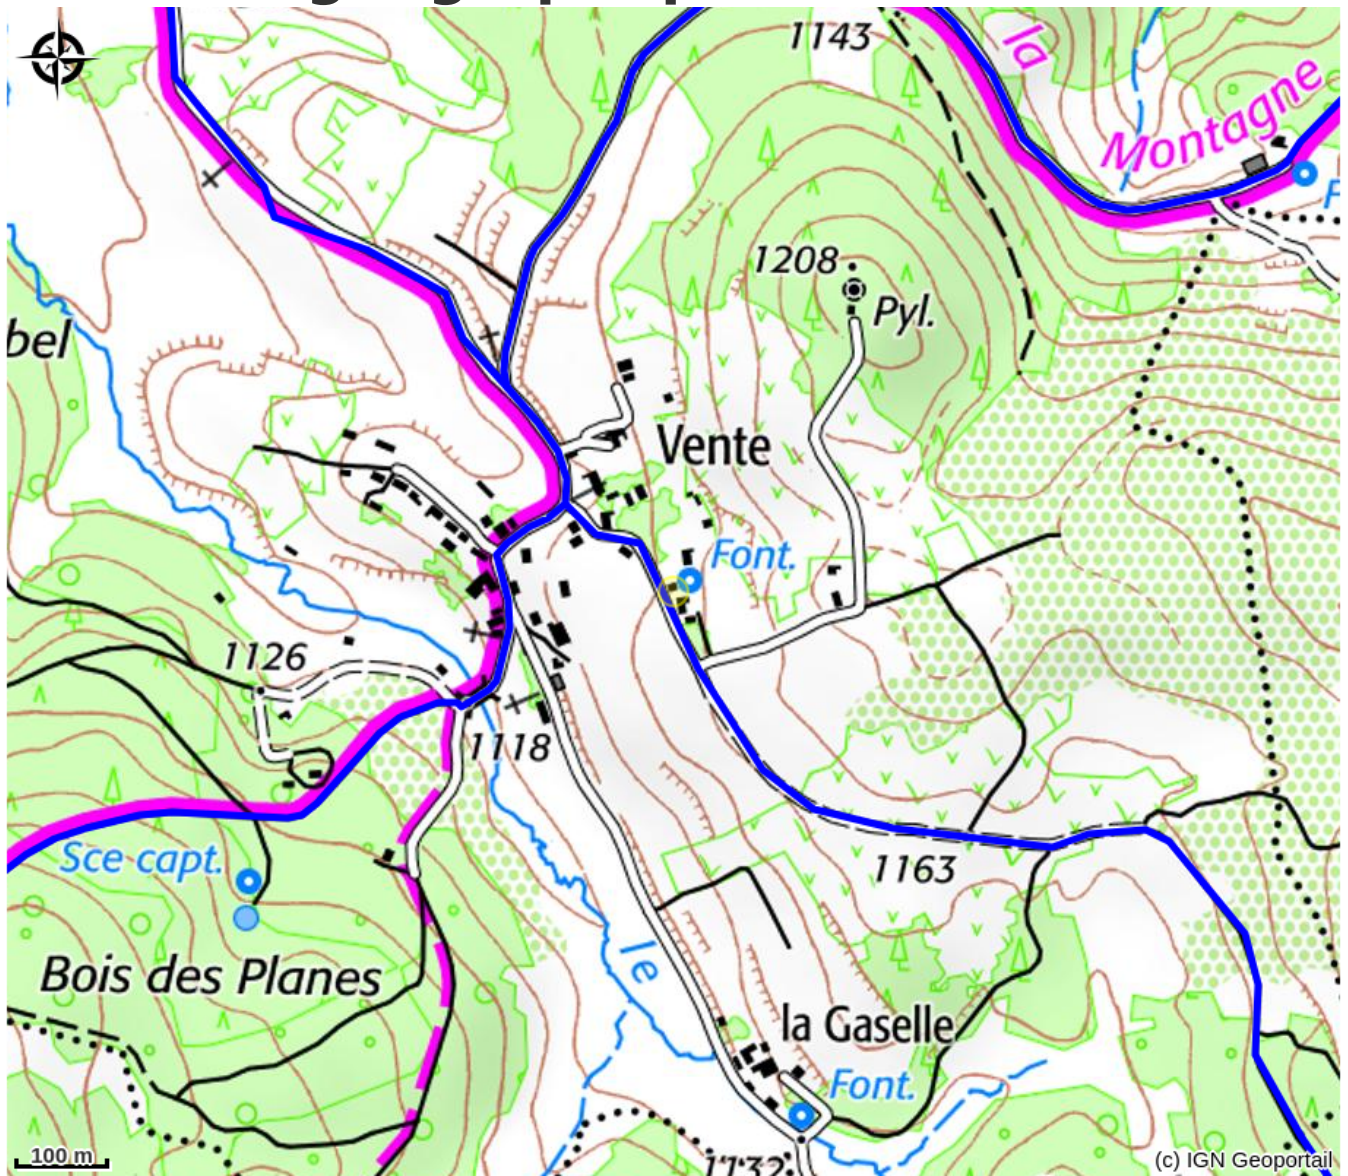 1143
la
Montagne
F
1208
Pyl.
bel
Vente
Font.
1126
1118
Sce capt.
1163
Bois des Planes
le
la Gaselle
Font.
100 m
1132
(c) IGN Geoportail